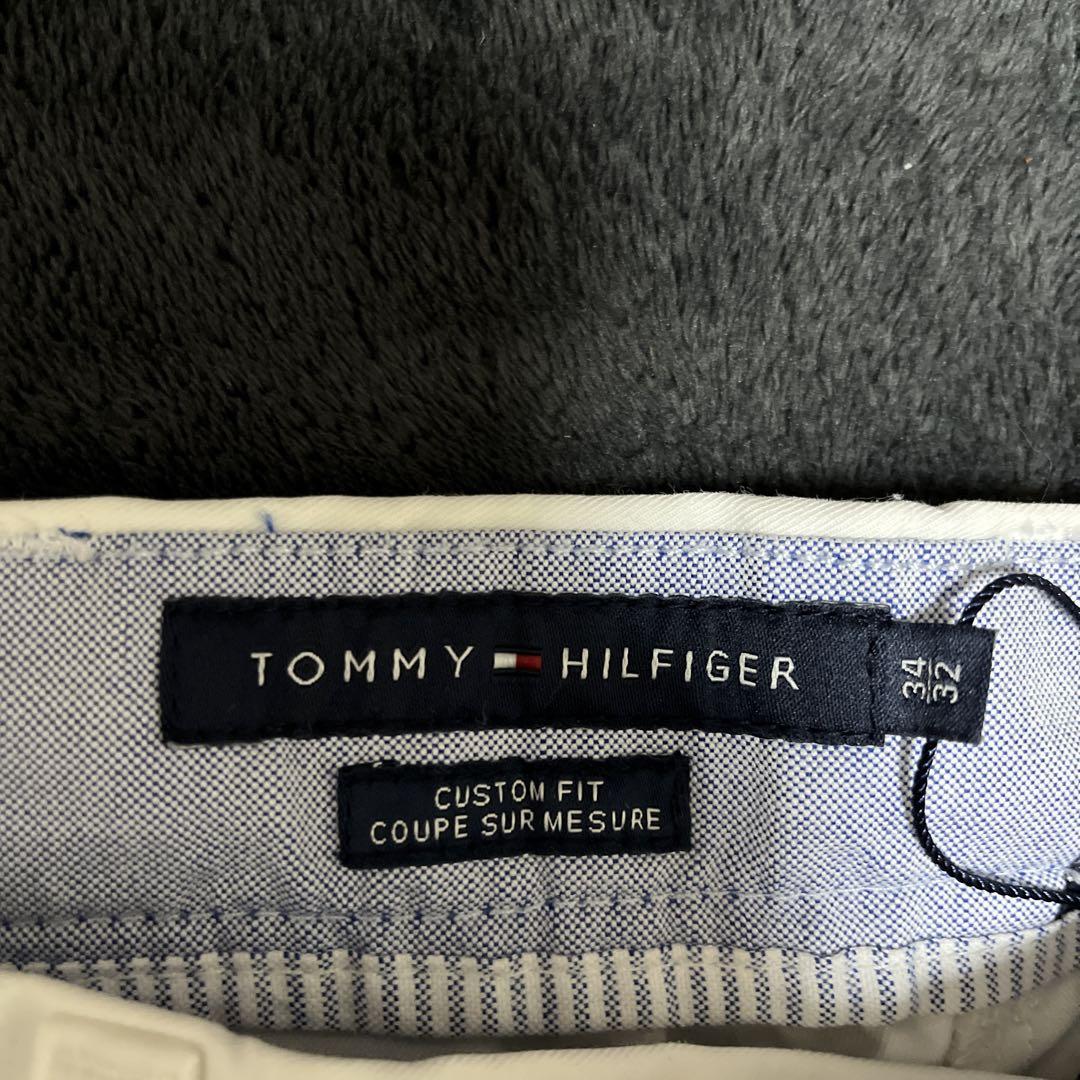 TOMMY HILFIGER
34
32
CUSTOM FIT
COUPE SUR MESURE